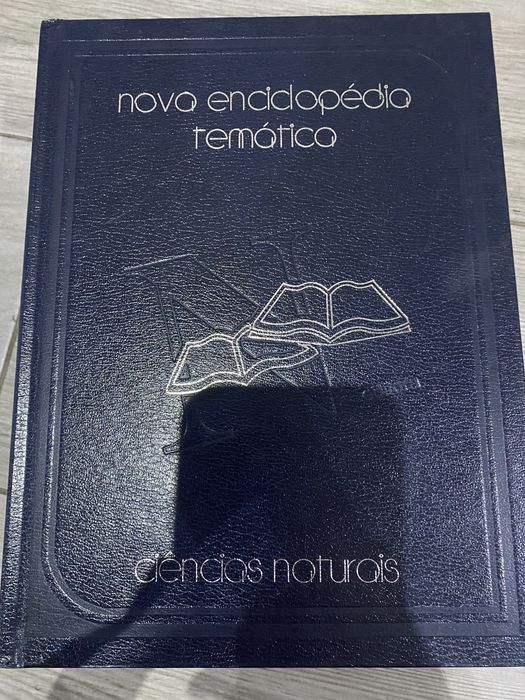 nova enciclopédia
temática
ciências naturais